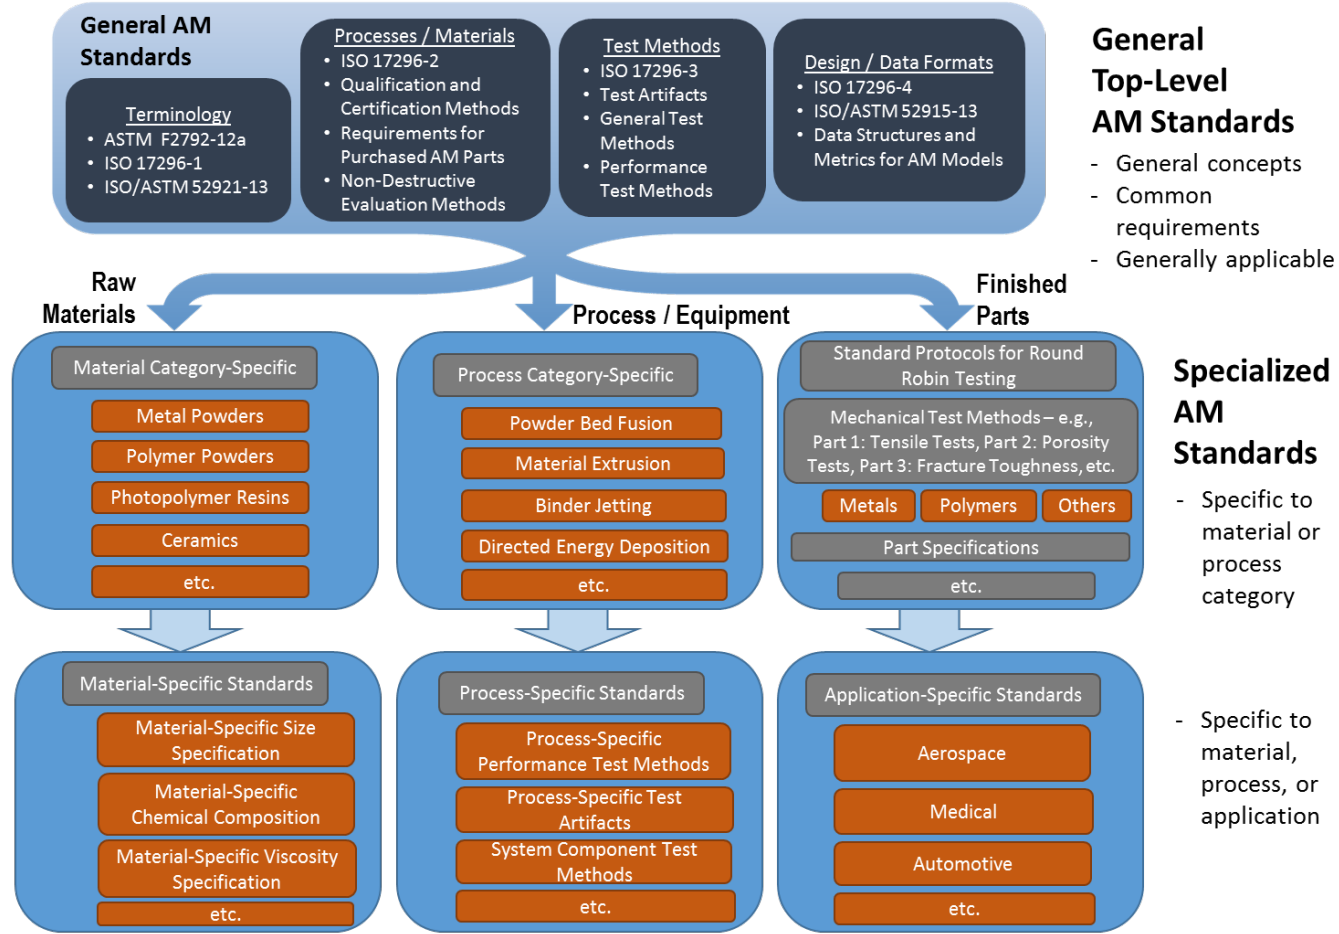 General AM
Standards
Terminology
• ASTM F2792-12a
• ISO 17296-1
• ISO/ASTM 52921-13
Processes / Materials
• ISO 17296-2
• Qualification and
Certification Methods
• Requirements for
Purchased AM Parts
• Non-Destructive
Evaluation Methods
Test Methods
• ISO 17296-3
• Test Artifacts
• General Test
Methods
• Performance
Test Methods
Design / Data Formats
• ISO 17296-4
• ISO/ASTM 52915-13
• Data Structures and
Metrics for AM Models
General
Top-Level
AM Standards
- General concepts
- Common
requirements
- Generally applicable
Raw
Materials
Process / Equipment
Finished
Parts
Material Category-Specific
Metal Powders
Polymer Powders
Photopolymer Resins
Ceramics
etc.
Process Category-Specific
Powder Bed Fusion
Material Extrusion
Binder Jetting
Directed Energy Deposition
etc.
Standard Protocols for Round
Robin Testing
Mechanical Test Methods – e.g.,
Part 1: Tensile Tests, Part 2: Porosity
Tests, Part 3: Fracture Toughness, etc.
Metals
Polymers
Others
Part Specifications
etc.
Specialized
AM
Standards
- Specific to
material or
process
category
Material-Specific Standards
Material-Specific Size
Specification
Material-Specific
Chemical Composition
Material-Specific Viscosity
Specification
etc.
Process-Specific Standards
Process-Specific
Performance Test Methods
Process-Specific Test
Artifacts
System Component Test
Methods
etc.
Application-Specific Standards
Aerospace
Medical
Automotive
etc.
- Specific to
material,
process, or
application